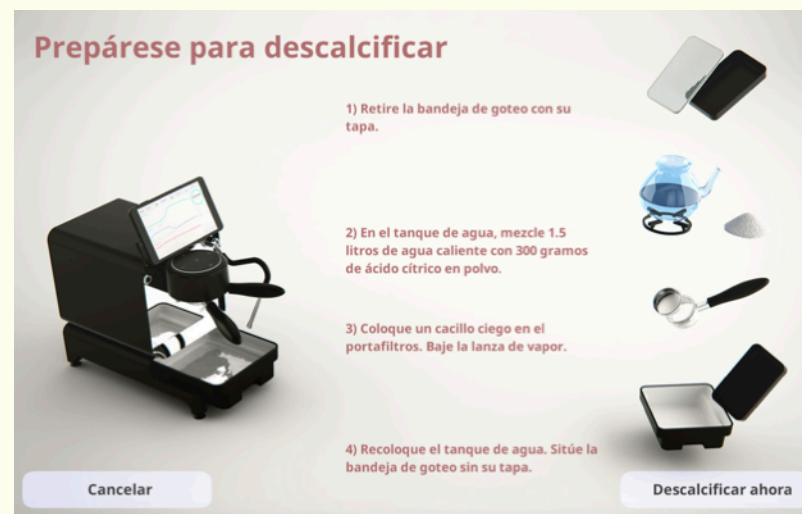 Prepárese para descalcificar
1) Retire la bandeja de goteo con su
tapa.
2) En el tanque de agua, mezcle 1.5
litros de agua caliente con 300 gramos
de ácido cítrico en polvo.
3) Coloque un cacillo ciego en el
portafiltros. Baje la lanza de vapor.
4) Recoloque el tanque de agua. Sitúe la
bandeja de goteo sin su tapa.
Cancelar
Descalcificar ahora